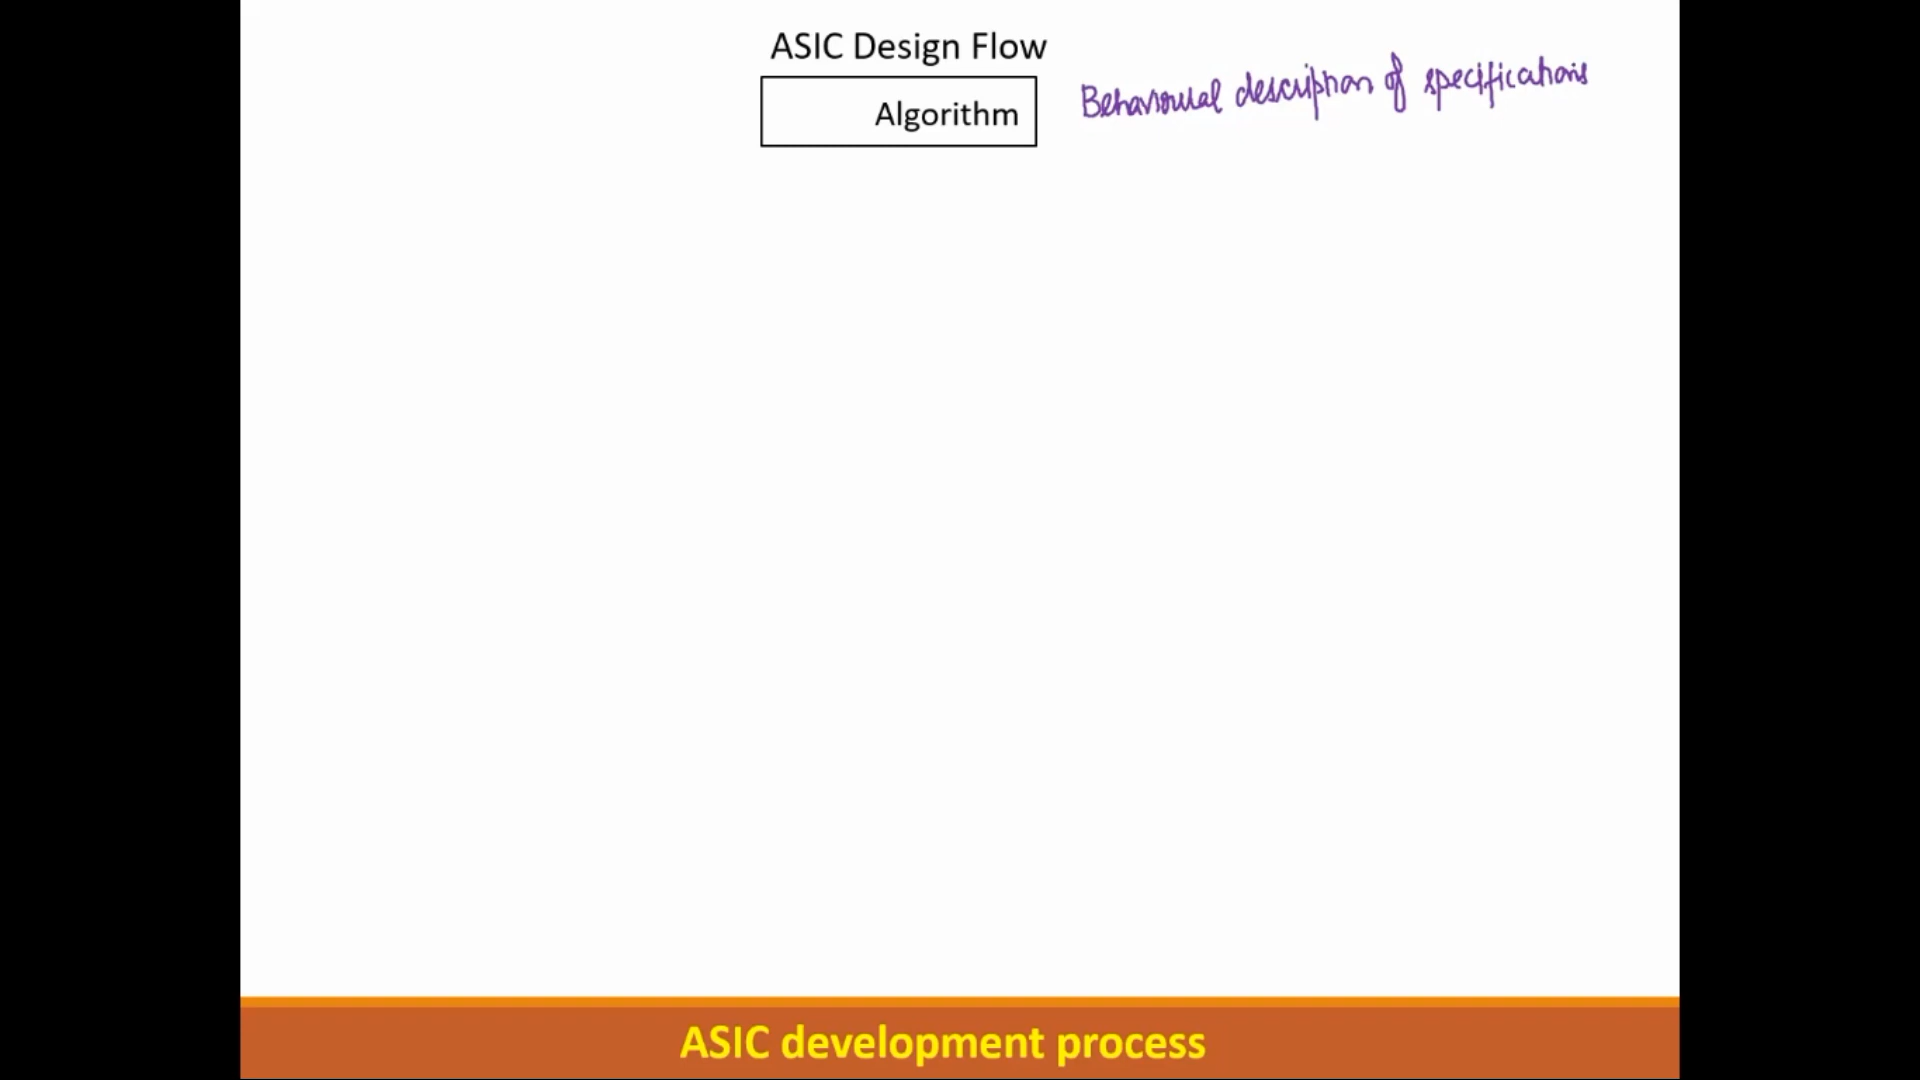 ASIC Design Flow
Algorithm
Behavioural description of specifications
ASIC development process